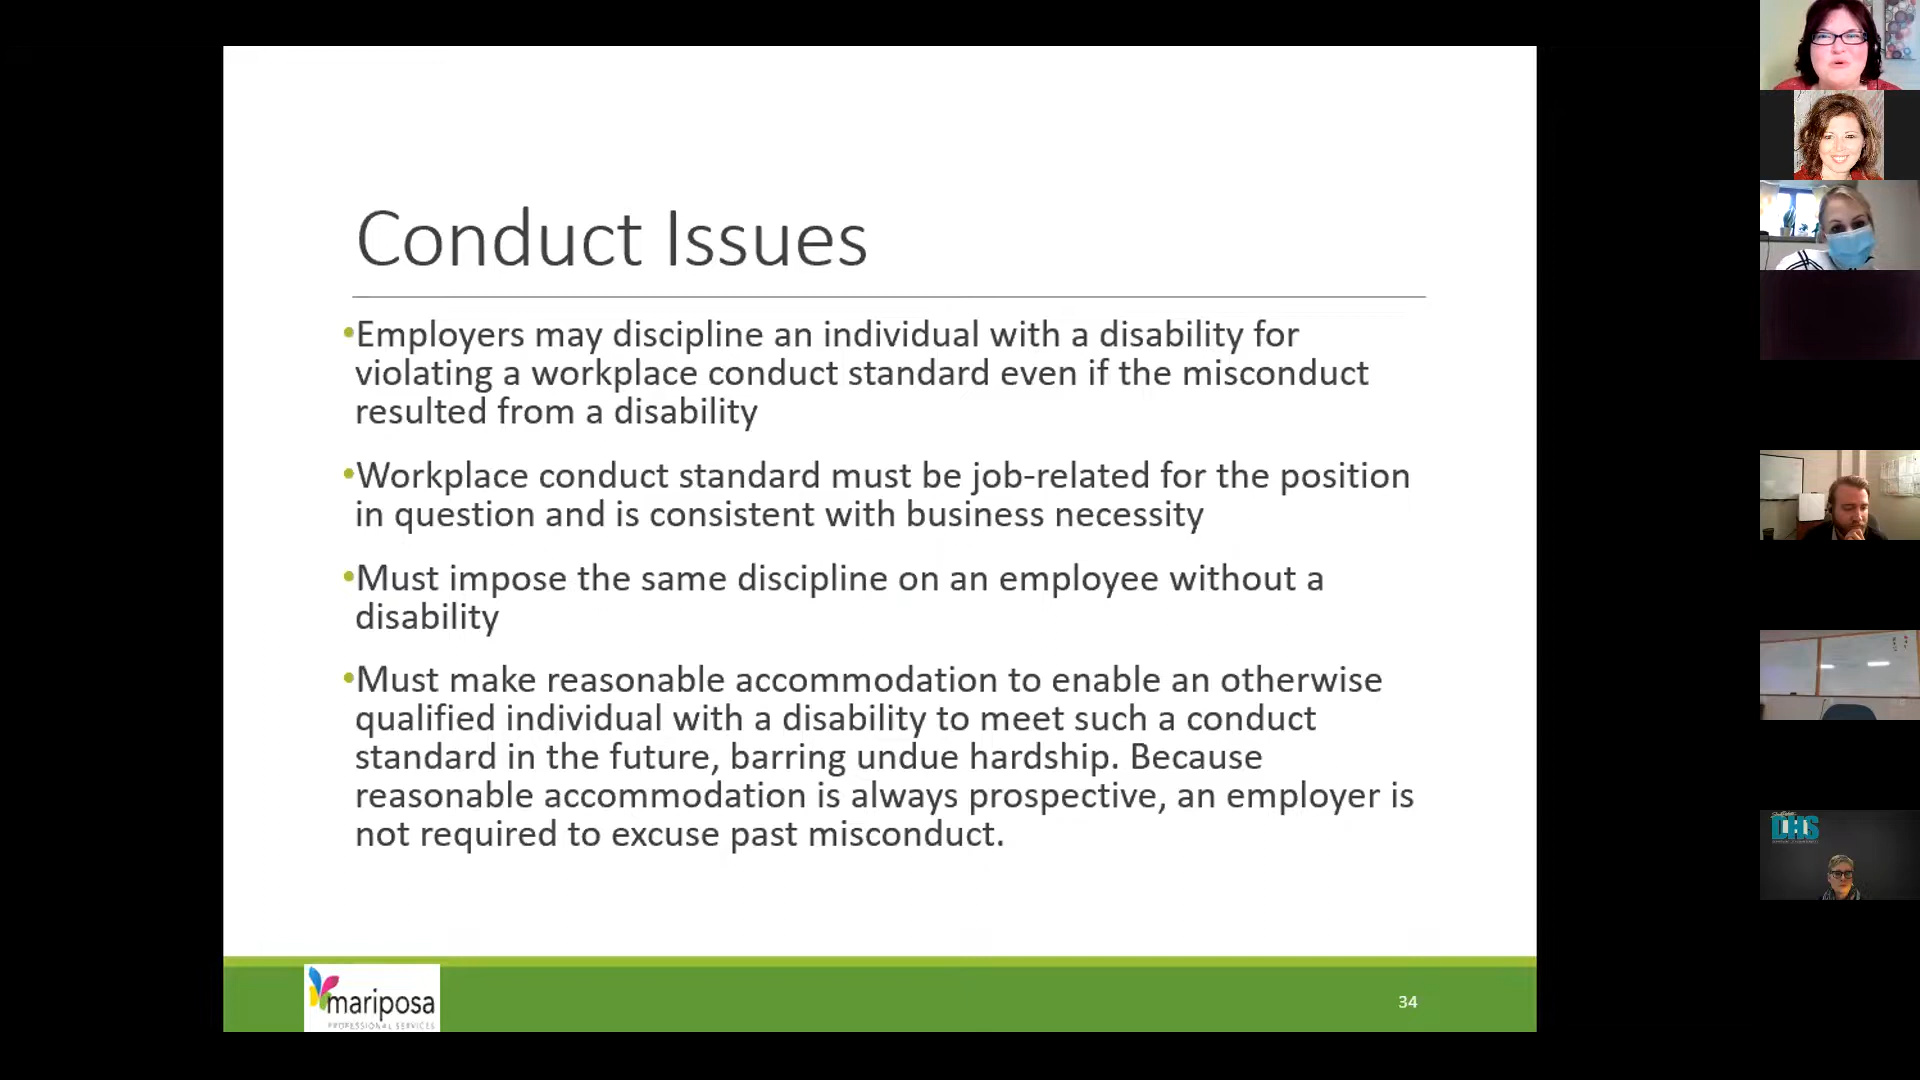 Conduct Issues
•Employers may discipline an individual with a disability for
violating a workplace conduct standard even if the misconduct
resulted from a disability
•Workplace conduct standard must be job-related for the position
in question and is consistent with business necessity
•Must impose the same discipline on an employee without a
disability
•Must make reasonable accommodation to enable an otherwise
qualified individual with a disability to meet such a conduct
standard in the future, barring undue hardship. Because
reasonable accommodation is always prospective, an employer is
not required to excuse past misconduct.
mariposa
PROFESSIONAL SERVICES
34
DHS